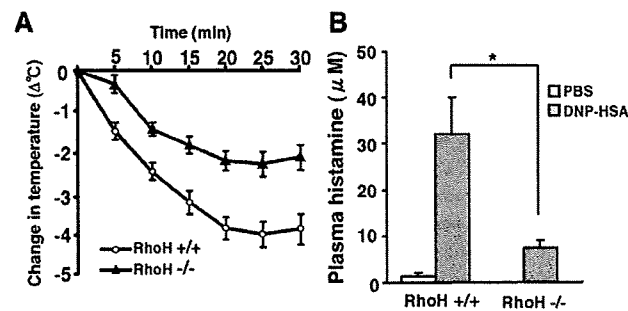 A
Time (min)
5 10 15 20 25 30
Change in temperature (Δ℃)
0
-1
-2
-3
-4
-5
RhoH +/+
RhoH -/-
B
Plasma histamine (μM)
50
40
30
20
10
0
*
PBS
DNP-HSA
RhoH +/+ RhoH -/-